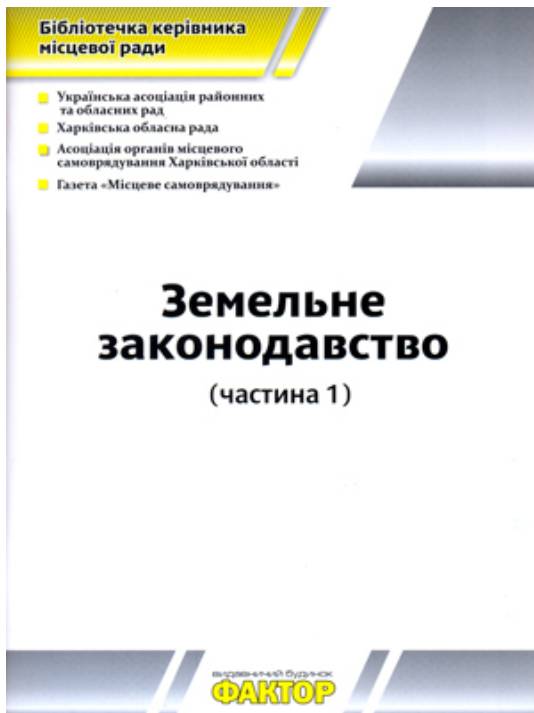 Бібліотечка керівника
місцевої ради
Українська асоціація районних
та обласних рад
Харківська обласна рада
Асоціація органів місцевого
самоврядування Харківської області
Газета «Місцеве самоврядування»
Земельне
законодавство
(частина 1)
видавничий будинок
ФАКТОР